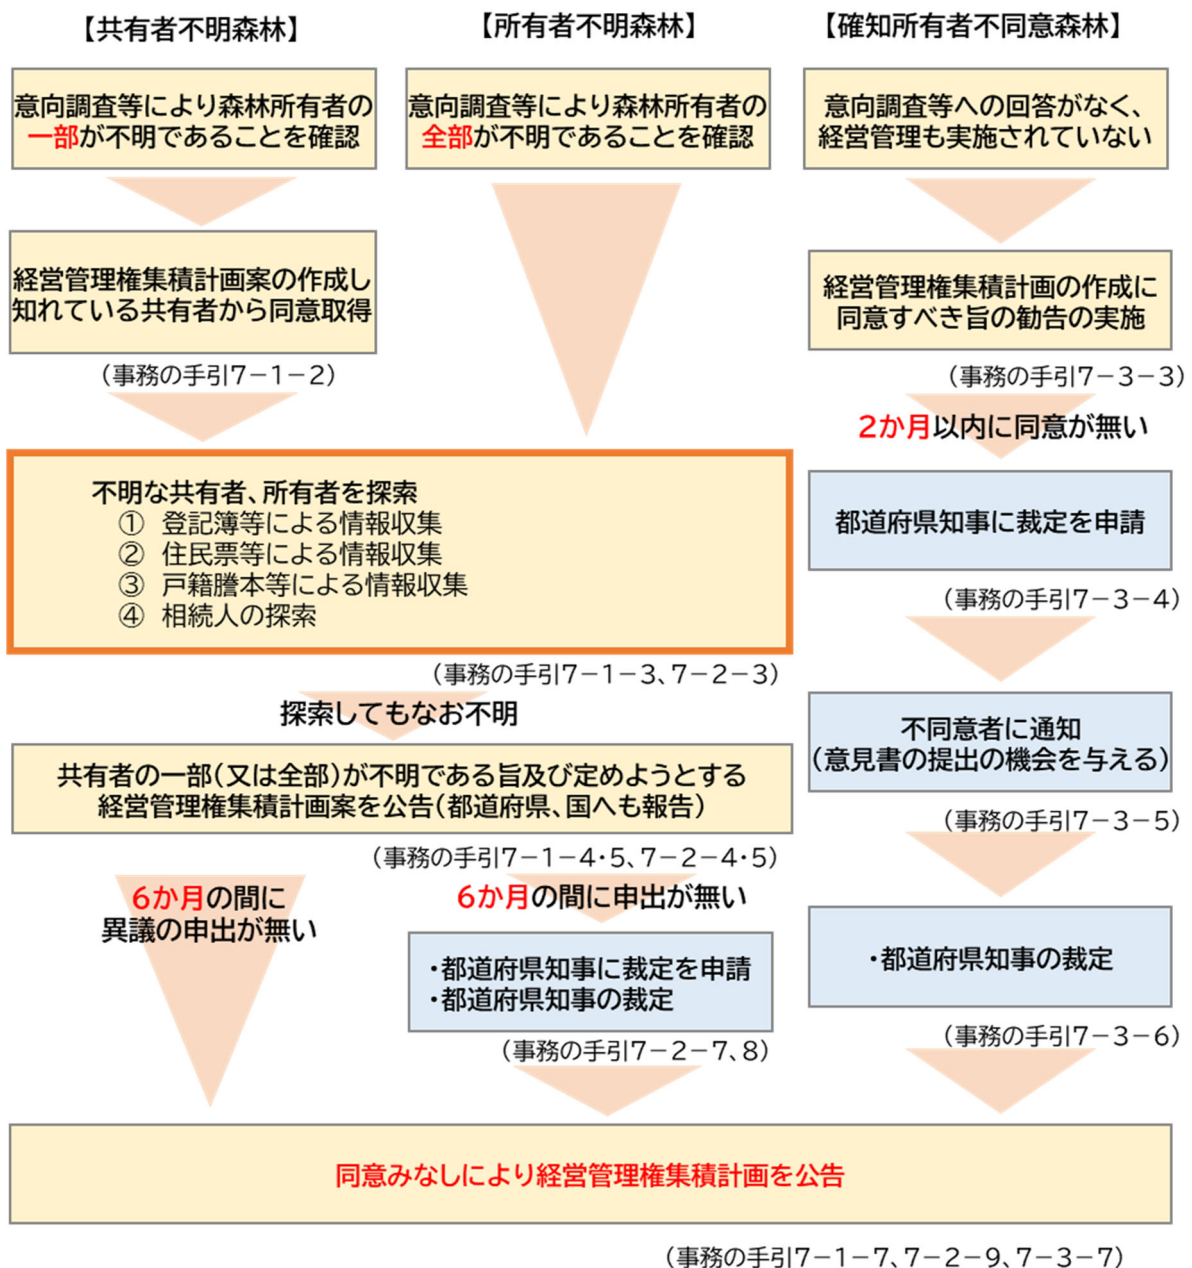 【共有者不明森林】
【所有者不明森林】
【確知所有者不同意森林】
意向調査等により森林所有者の
一部が不明であることを確認
意向調査等により森林所有者の
全部が不明であることを確認
意向調査等への回答がなく、
経営管理も実施されていない
経営管理権集積計画案の作成し
知れている共有者から同意取得
(事務の手引7-1-2)
経営管理権集積計画の作成に
同意すべき旨の勧告の実施
(事務の手引7-3-3)
2か月以内に同意が無い
不明な共有者、所有者を探索
① 登記簿等による情報収集
② 住民票等による情報収集
③ 戸籍謄本等による情報収集
④ 相続人の探索
(事務の手引7-1-3、7-2-3)
都道府県知事に裁定を申請
(事務の手引7-3-4)
探索してもなお不明
共有者の一部(又は全部)が不明である旨及び定めようとする
経営管理権集積計画案を公告(都道府県、国へも報告)
(事務の手引7-1-4・5、7-2-4・5)
不同意者に通知
(意見書の提出の機会を与える)
(事務の手引7-3-5)
6か月の間に
異議の申出が無い
6か月の間に申出が無い
・都道府県知事に裁定を申請
・都道府県知事の裁定
(事務の手引7-2-7、8)
・都道府県知事の裁定
(事務の手引7-3-6)
同意みなしにより経営管理権集積計画を公告
(事務の手引7-1-7、7-2-9、7-3-7)